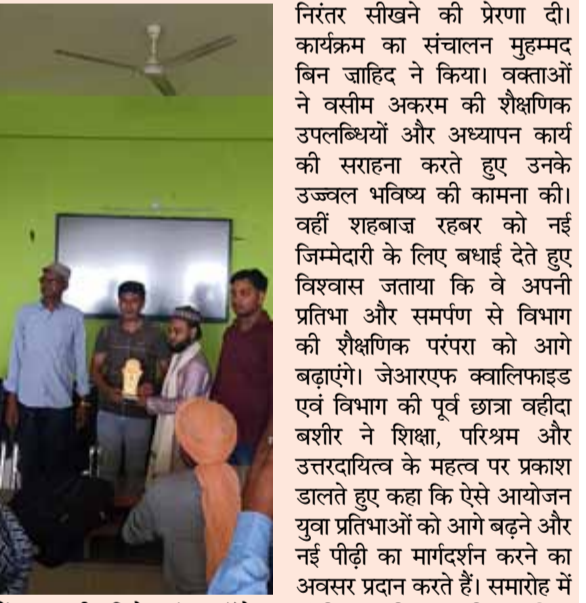 निरंतर सीखने की प्रेरणा दी।
कार्यक्रम का संचालन मुहम्मद
बिन ज़ाहिद ने किया। वक्ताओं
ने वसीम अकरम की शैक्षणिक
उपलब्धियों और अध्यापन कार्य
की सराहना करते हुए उनके
उज्ज्वल भविष्य की कामना की।
वहीं शहबाज़ रहबर को नई
जिम्मेदारी के लिए बधाई देते हुए
विश्वास जताया कि वे अपनी
प्रतिभा और समर्पण से विभाग
की शैक्षणिक परंपरा को आगे
बढ़ाएंगे। जेआरएफ क्वालिफाइड
एवं विभाग की पूर्व छात्रा वहीदा
बशीर ने शिक्षा, परिश्रम और
उत्तरदायित्व के महत्व पर प्रकाश
डालते हुए कहा कि ऐसे आयोजन
युवा प्रतिभाओं को आगे बढ़ने और
नई पीढ़ी का मार्गदर्शन करने का
अवसर प्रदान करते हैं। समारोह में